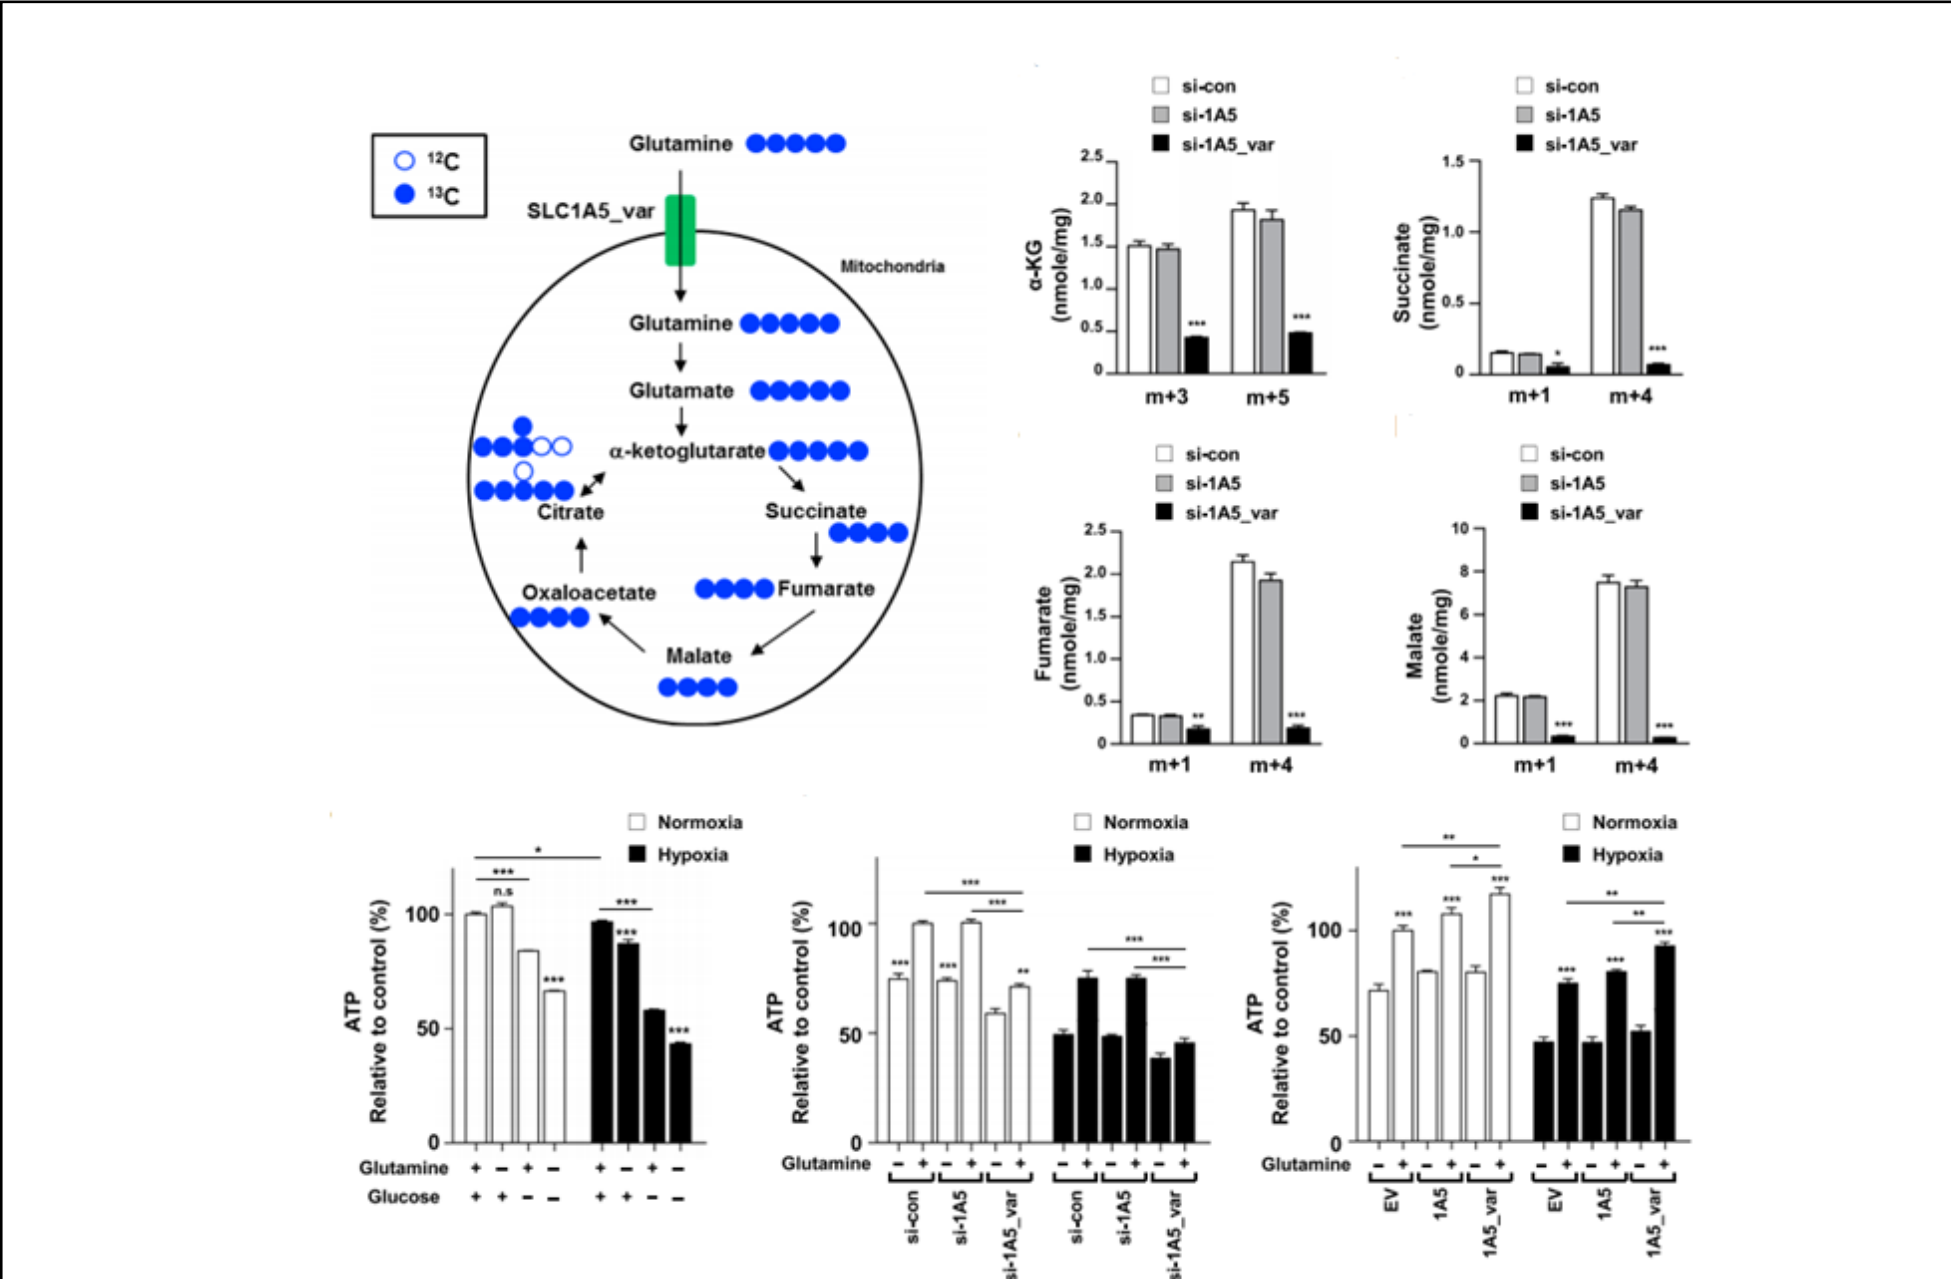 ¹²C
¹³C
Glutamine
SLC1A5_var
Mitochondria
Glutamine
Glutamate
α-ketoglutarate
Citrate
Succinate
Oxaloacetate
Fumarate
Malate
si-con
si-1A5
si-1A5_var
α-KG
(nmole/mg)
2.5
2.0
1.5
1.0
0.5
0
***
***
m+3 m+5
si-con
si-1A5
si-1A5_var
Succinate
(nmole/mg)
1.5
1.0
0.5
0
*
***
m+1 m+4
si-con
si-1A5
si-1A5_var
Fumarate
(nmole/mg)
2.5
2.0
1.5
1.0
0.5
0
**
***
m+1 m+4
si-con
si-1A5
si-1A5_var
Malate
(nmole/mg)
10
8
6
4
2
0
***
***
m+1 m+4
Normoxia
Hypoxia
ATP
Relative to control (%)
100
50
0
*
***
n.s
***
***
***
***
Glutamine + - + - + - + -
Glucose + + - - + + - -
Normoxia
Hypoxia
ATP
Relative to control (%)
100
50
0
***
***
*** *** **
***
***
Glutamine - + - + - + - + - + - +
si-con si-1A5 si-1A5_var si-con si-1A5 si-1A5_var
Normoxia
Hypoxia
ATP
Relative to control (%)
100
50
0
**
*
*** *** ***
**
**
*** *** ***
Glutamine - + - + - + - + - + - +
EV 1A5 1A5_var EV 1A5 1A5_var